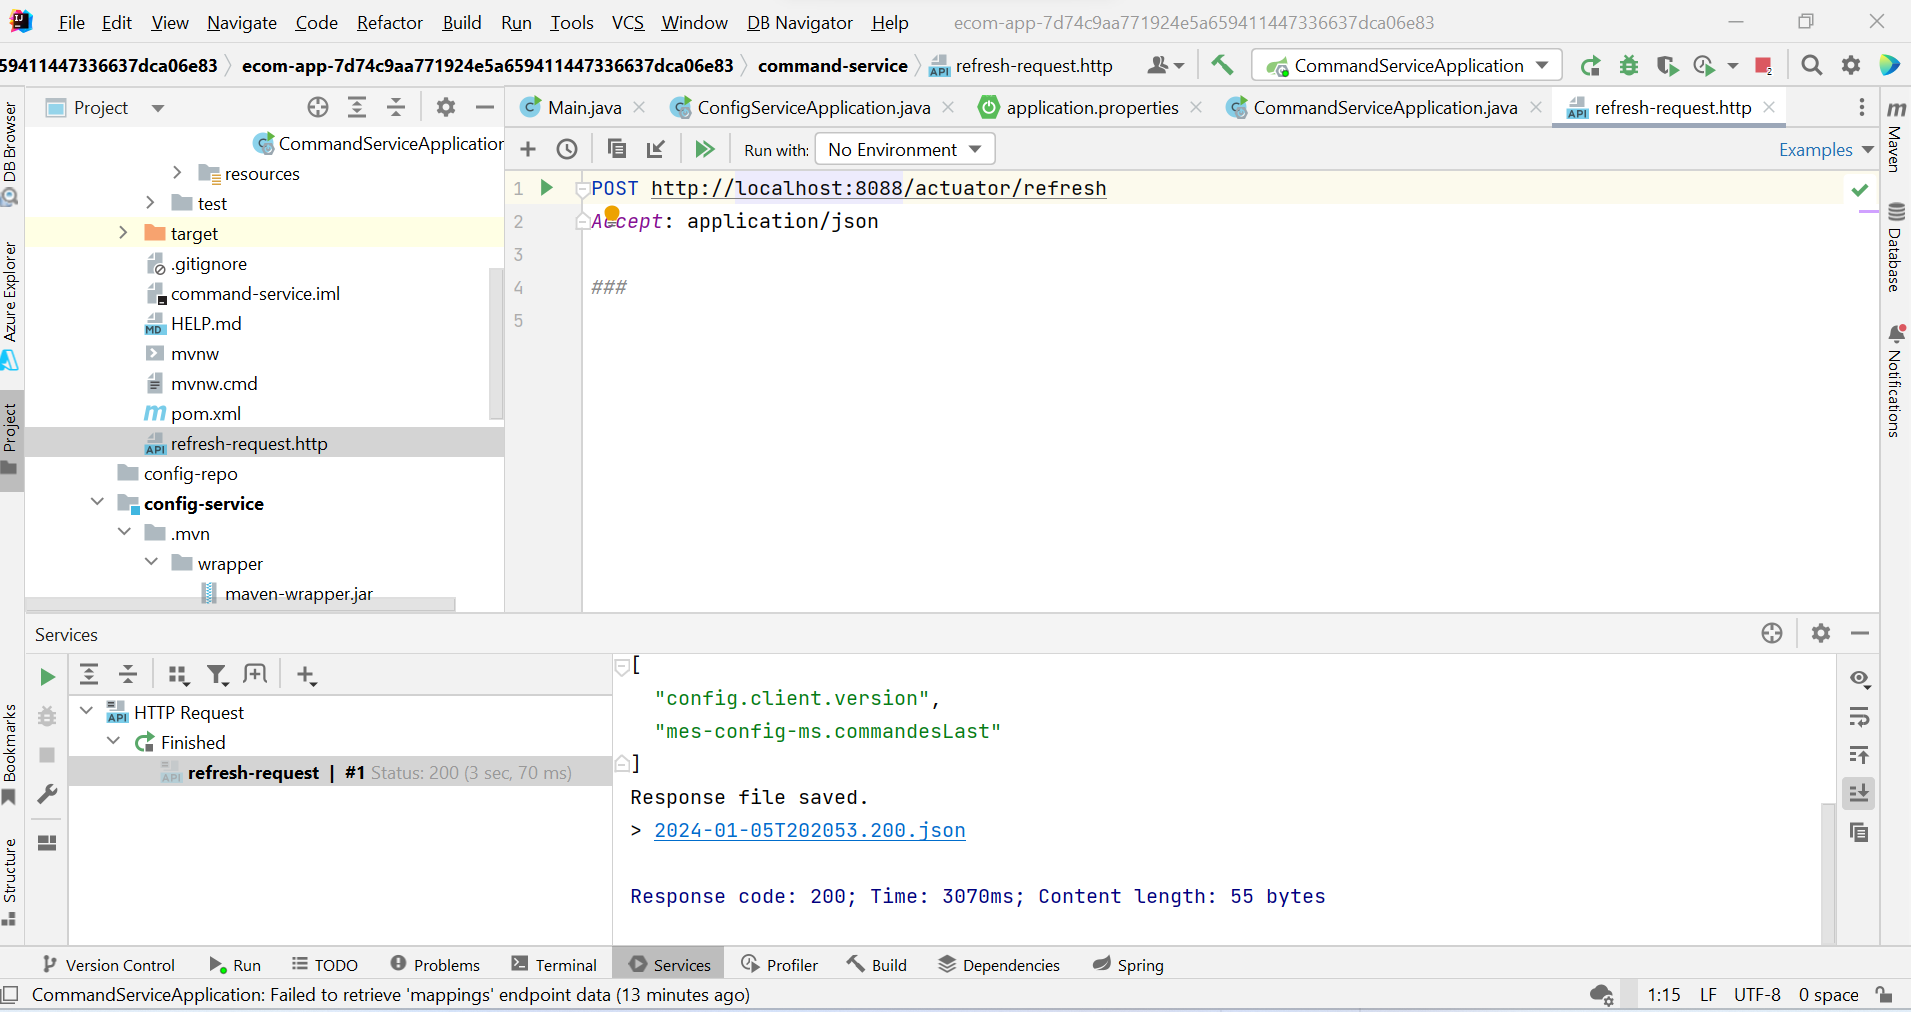 File Edit View Navigate Code Refactor Build Run Tools VCS Window DB Navigator Help ecom-app-7d74c9aa771924e5a659411447336637dca06e83
59411447336637dca06e83 ecom-app-7d74c9aa771924e5a659411447336637dca06e83 command-service refresh-request.http CommandServiceApplication 2
Project
Main.java ConfigServiceApplication.java application.properties CommandServiceApplication.java refresh-request.http
Run with: No Environment Examples
CommandServiceApplication
resources
test
target
.gitignore
command-service.iml
HELP.md
mvnw
mvnw.cmd
pom.xml
refresh-request.http
config-repo
config-service
.mvn
wrapper
maven-wrapper.jar
1 POST http://localhost:8088/actuator/refresh
2 Accept: application/json
3
4 ###
5
DB Browser
Azure Explorer
Project
Bookmarks
Structure
Maven
Database
Notifications
Services
HTTP Request
Finished
refresh-request | #1 Status: 200 (3 sec, 70 ms)
[
"config.client.version",
"mes-config-ms.commandesLast"
]
Response file saved.
> 2024-01-05T202053.200.json
Response code: 200; Time: 3070ms; Content length: 55 bytes
Version Control Run TODO Problems Terminal Services Profiler Build Dependencies Spring
CommandServiceApplication: Failed to retrieve 'mappings' endpoint data (13 minutes ago) 1:15 LF UTF-8 0 space